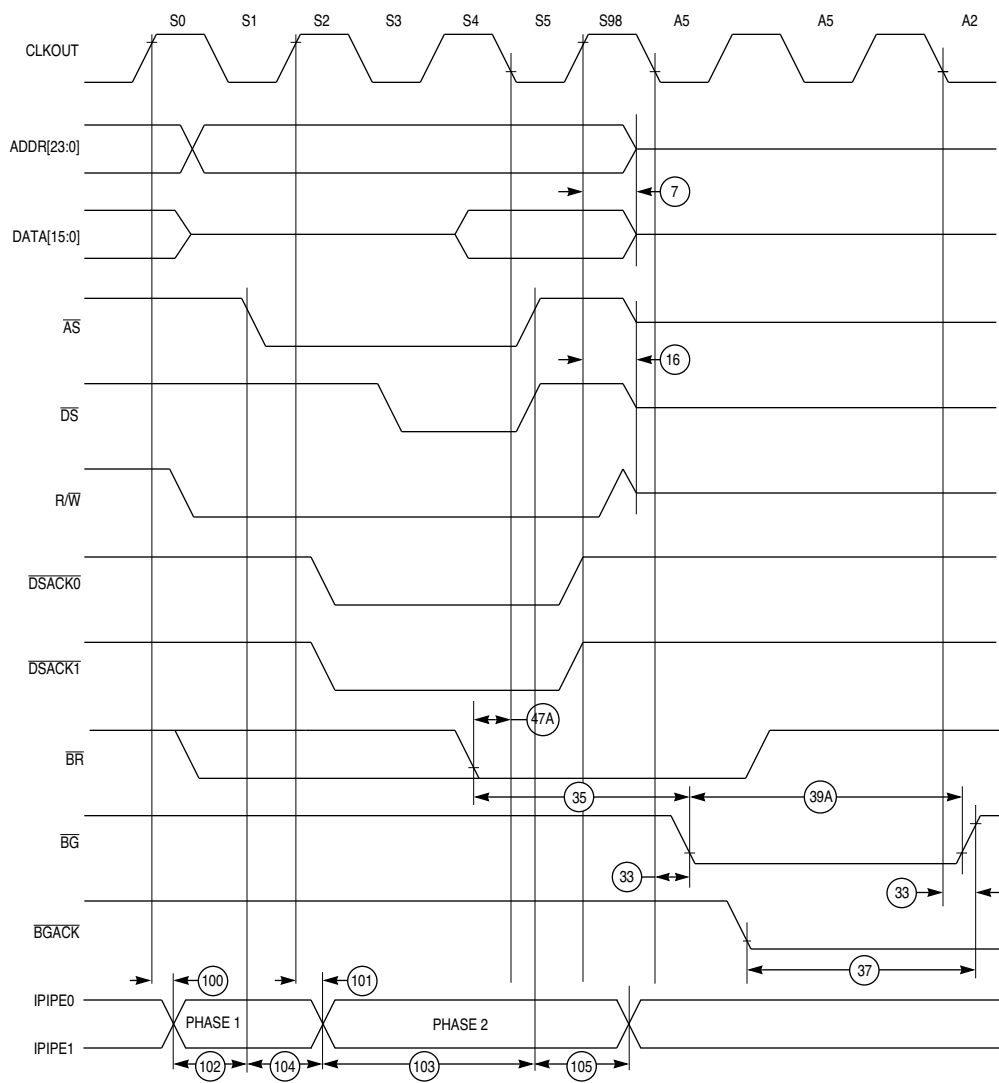 S0 S1 S2 S3 S4 S5 S98 A5 A5 A2
CLKOUT
ADDR[23:0]
7
DATA[15:0]
AS
16
DS
R/W
DSACK0
DSACK1
47A
BR
35 39A
BG
33 33
BGACK
37
100 101
IPIPE0
PHASE 1 PHASE 2
IPIPE1
102 104 103 105